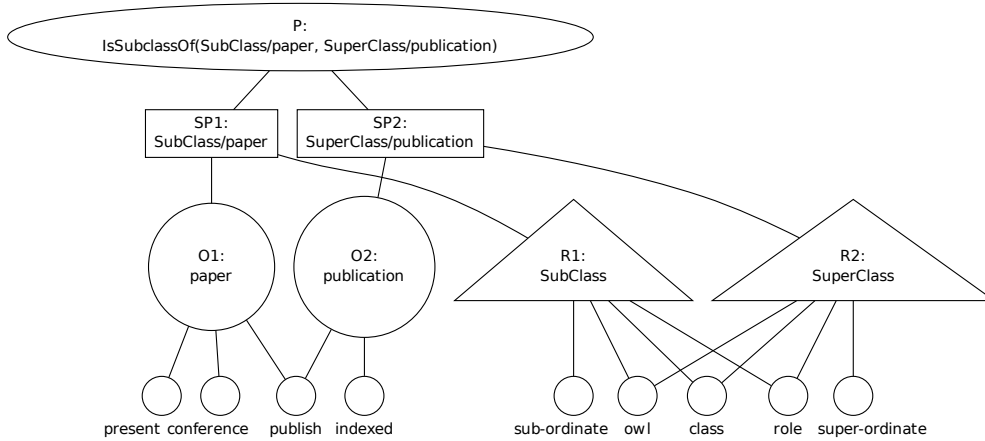 P:
IsSubclassOf(SubClass/paper, SuperClass/publication)
SP1:
SubClass/paper
SP2:
SuperClass/publication
O1:
paper
O2:
publication
R1:
SubClass
R2:
SuperClass
present conference publish indexed sub-ordinate owl class role super-ordinate